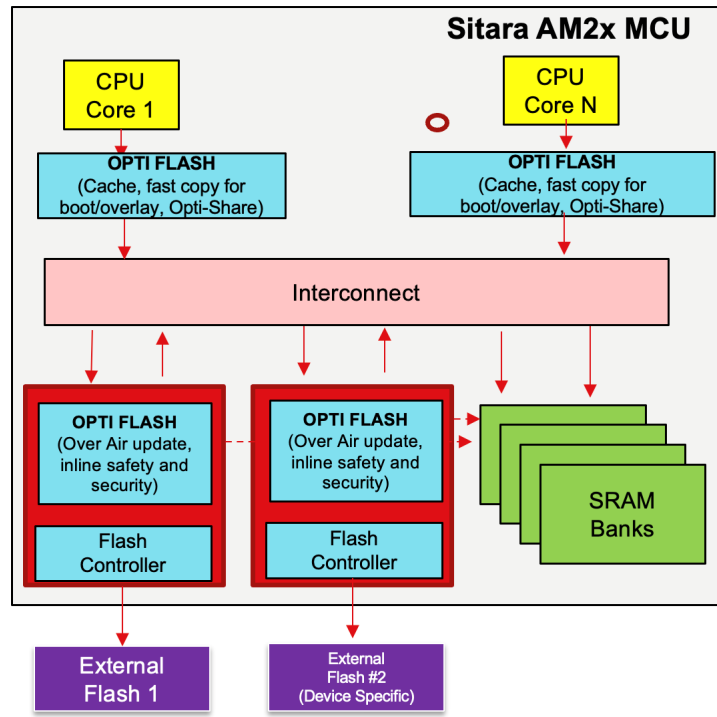 Sitara AM2x MCU
CPU
Core 1
CPU
Core N
OPTI FLASH
(Cache, fast copy for
boot/overlay, Opti-Share)
OPTI FLASH
(Cache, fast copy for
boot/overlay, Opti-Share)
Interconnect
OPTI FLASH
(Over Air update,
inline safety and
security)
Flash
Controller
OPTI FLASH
(Over Air update,
inline safety and
security)
Flash
Controller
SRAM
Banks
External
Flash 1
External
Flash #2
(Device Specific)